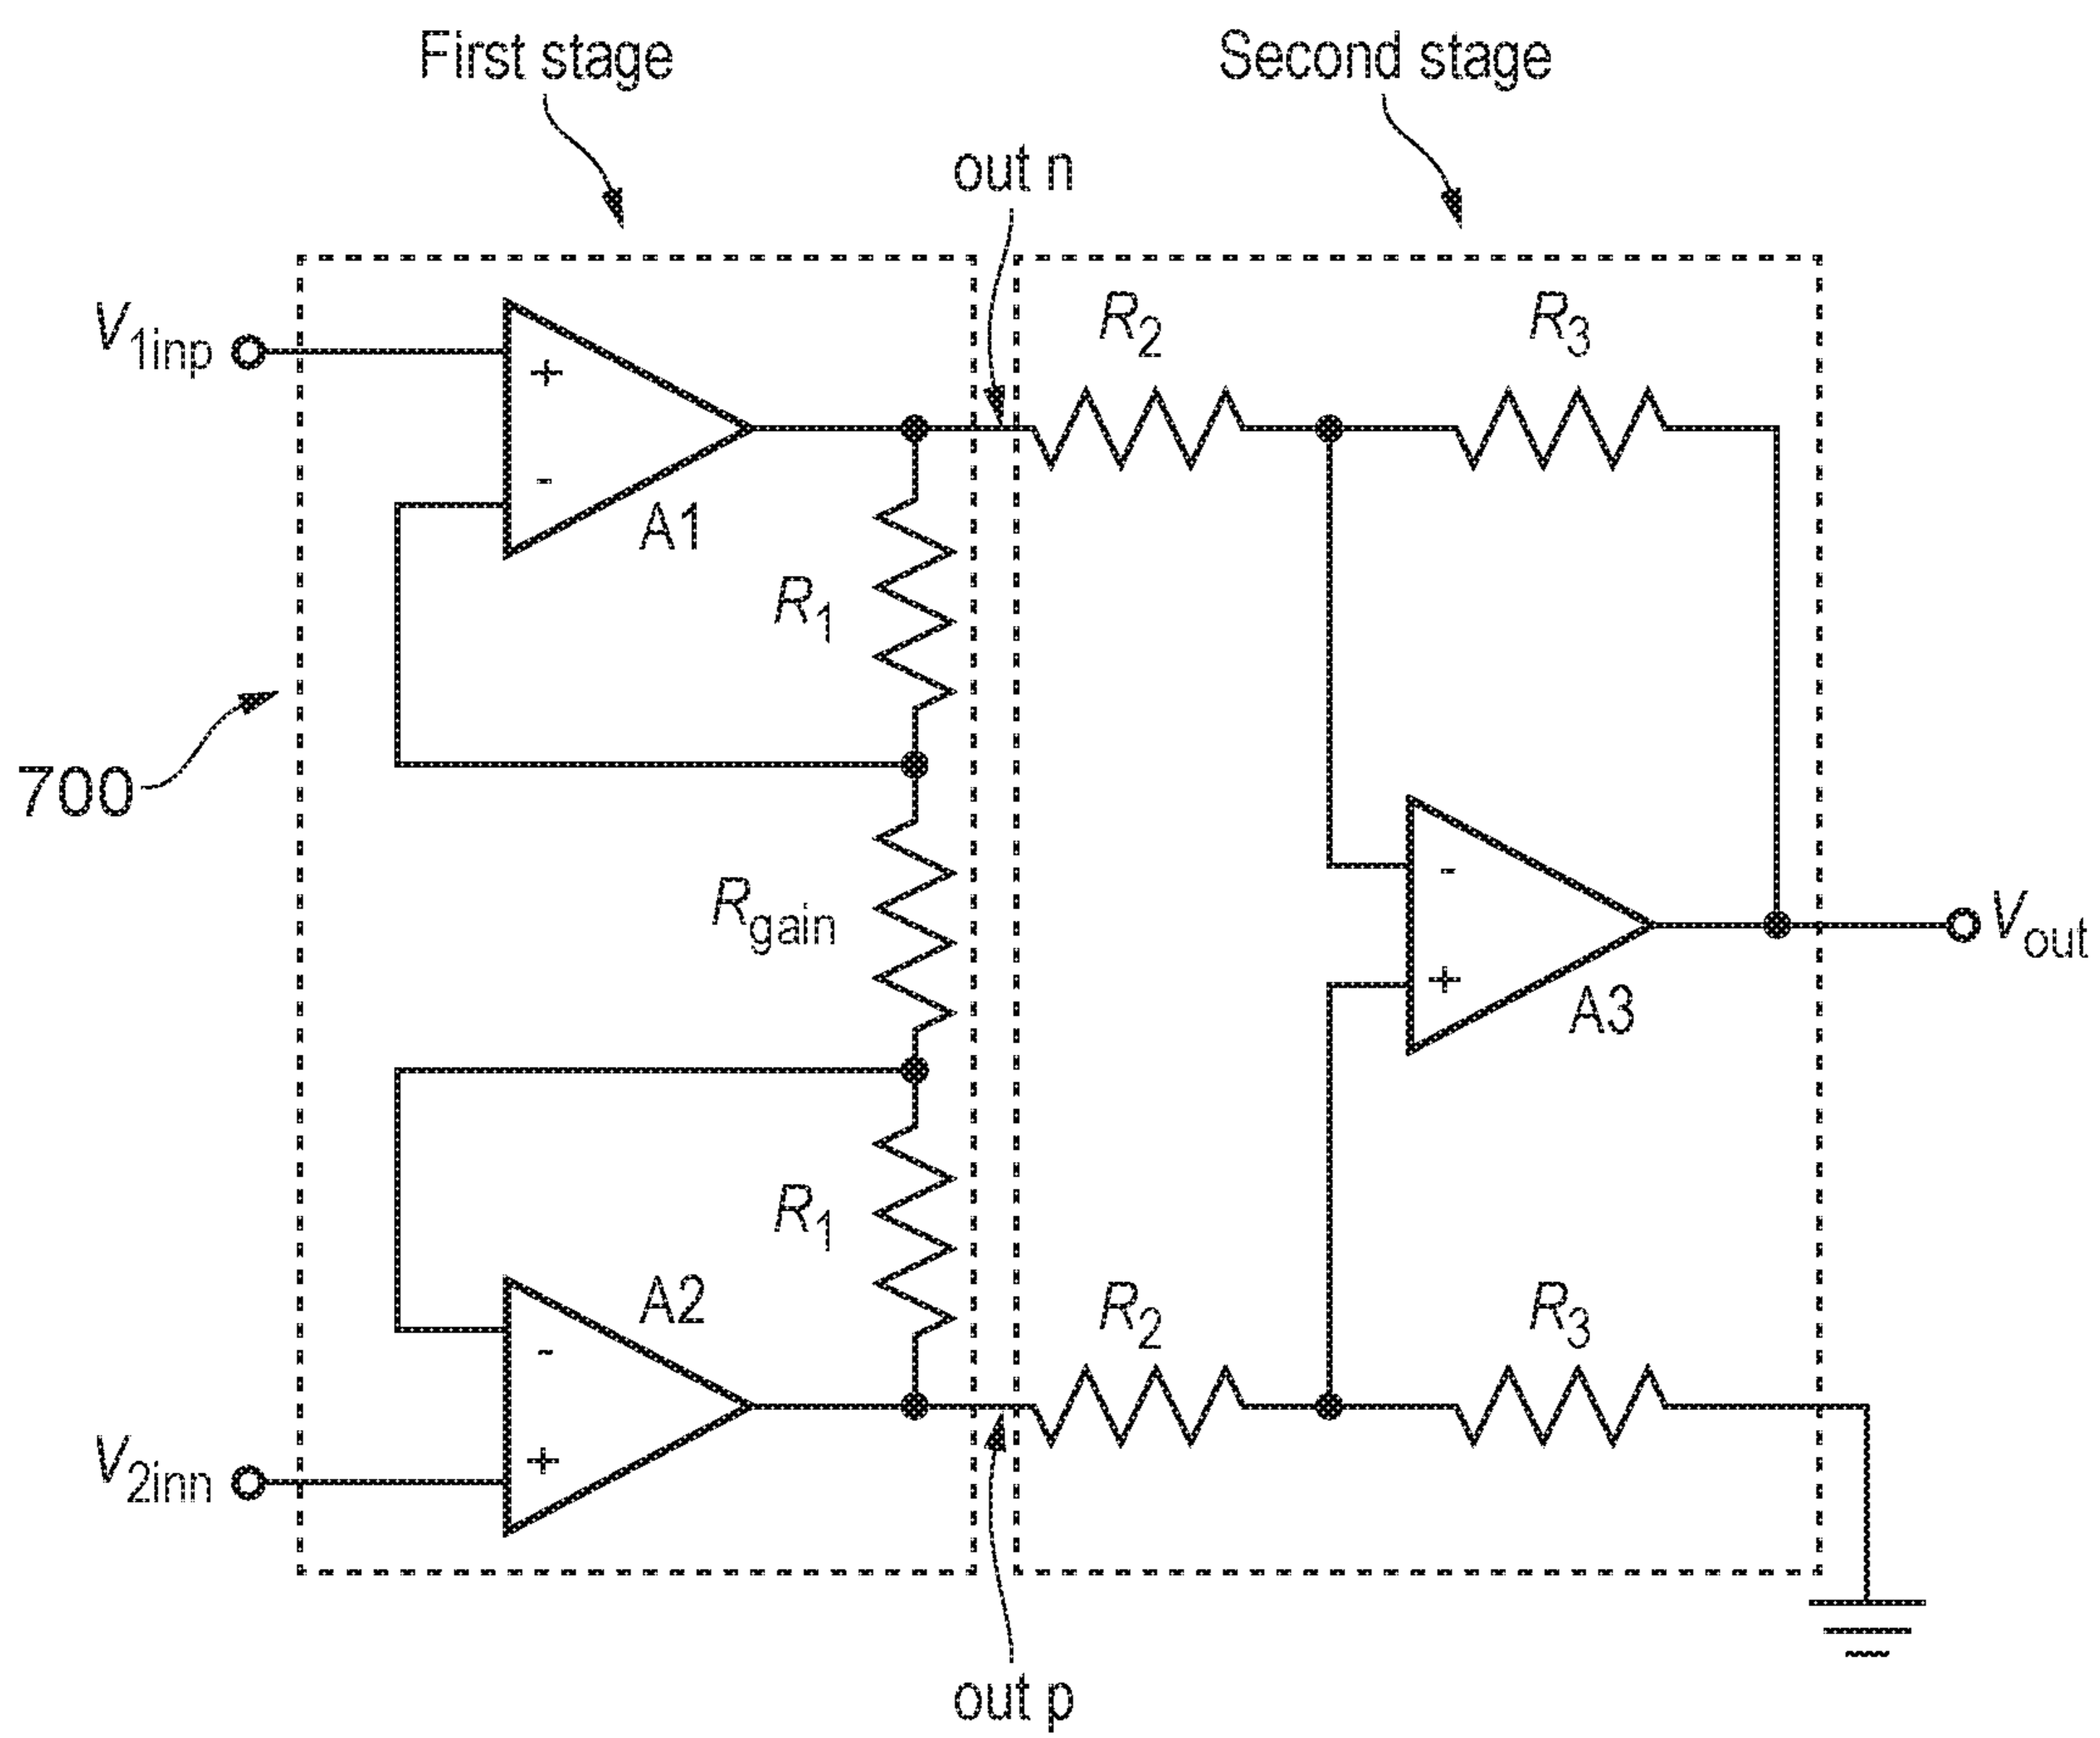 First stage
Second stage
out n
R2
R3
V1inp
+
-
A1
R1
700
Rgain
-
+
A3
Vout
R1
A2
R2
R3
-
+
V2inn
out p